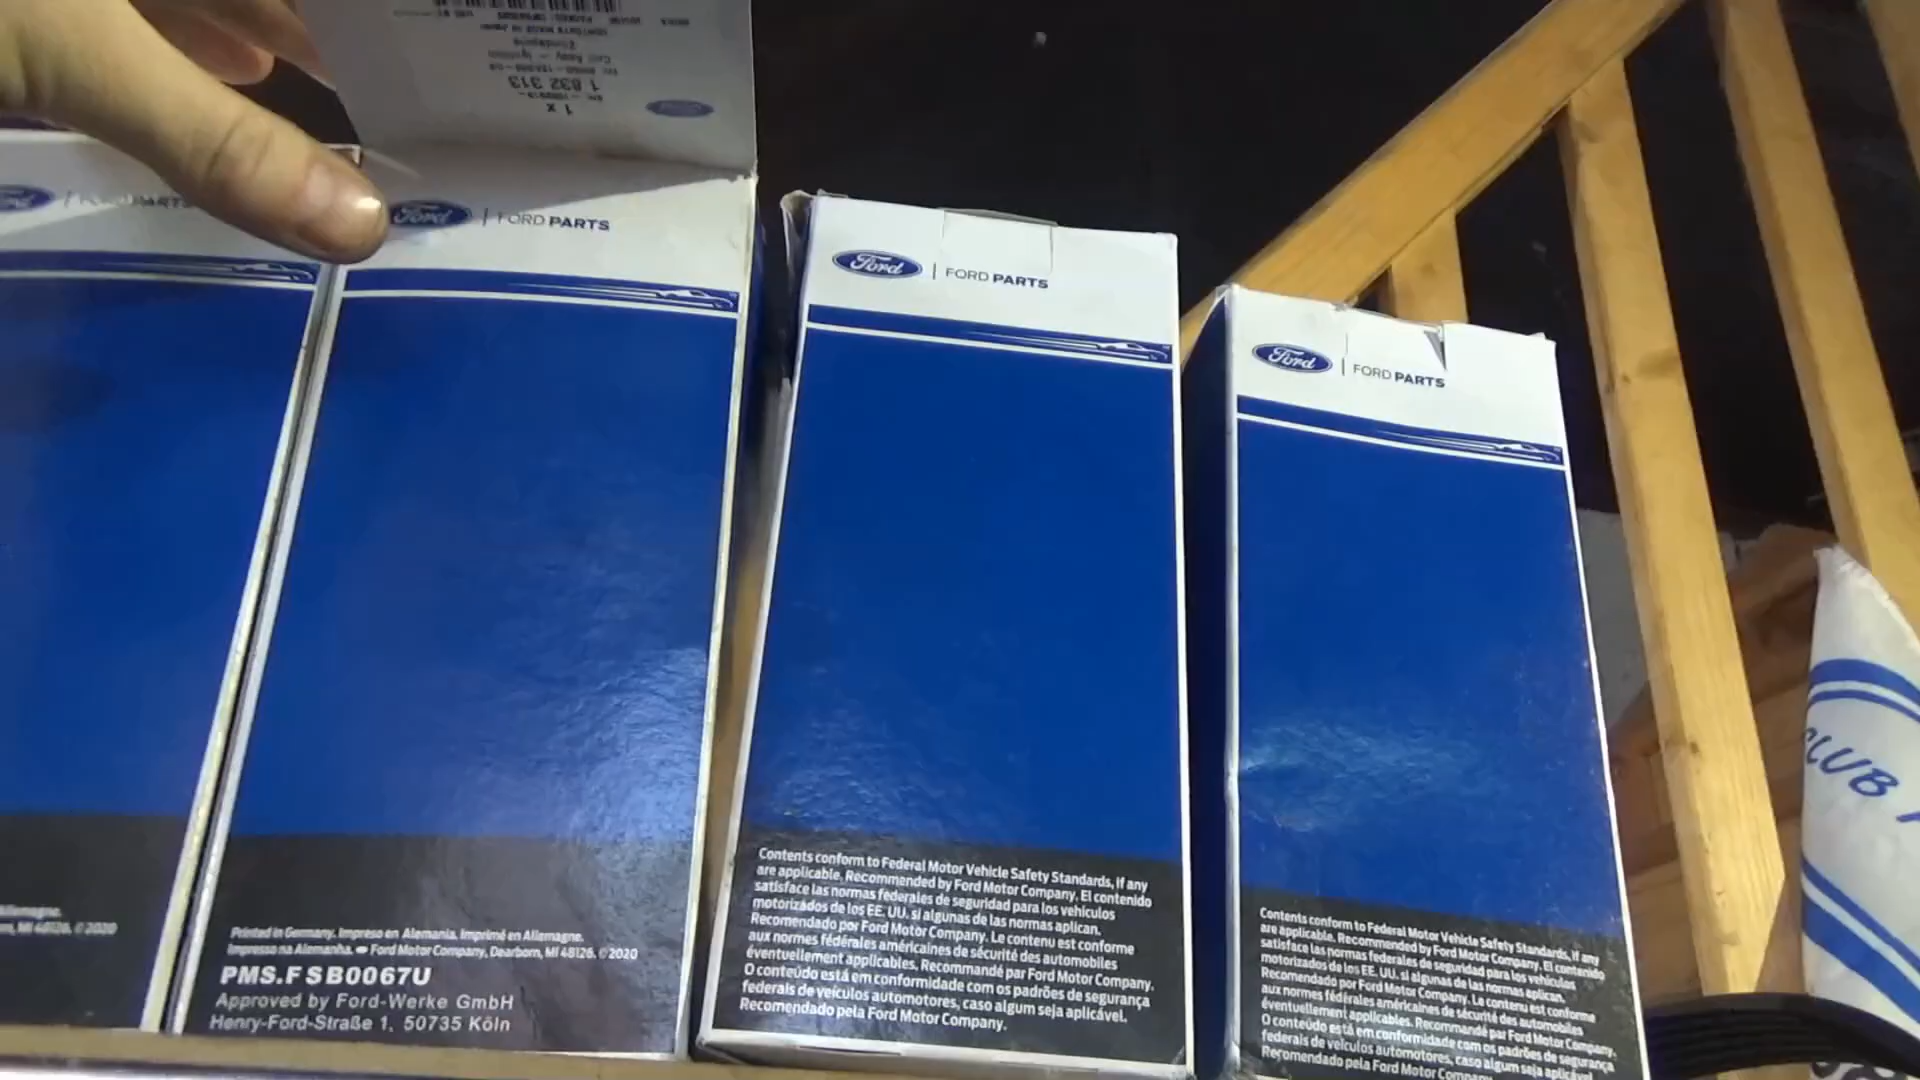 1 x
1 832 313
Coil Assy - Ignition
Zündspule
Ford
FORD PARTS
Ford
FORD PARTS
Ford
FORD PARTS
Ford
FORD PARTS
Allemagne.
MI 48126. ©2020
Printed in Germany. Impreso en Alemania. Imprimé en Allemagne.
Impresso na Alemanha. Ford Motor Company, Dearborn, MI 48126. ©2020
PMS.FSB0067U
Approved by Ford-Werke GmbH
Henry-Ford-Straße 1, 50735 Köln
Contents conform to Federal Motor Vehicle Safety Standards, if any
are applicable. Recommended by Ford Motor Company. El contenido
satisface las normas federales de seguridad para los vehículos
motorizados de los EE. UU. si algunas de las normas aplican.
Recomendado por Ford Motor Company. Le contenu est conforme
aux normes fédérales américaines de sécurité des automobiles
éventuellement applicables. Recommandé par Ford Motor Company.
O conteúdo está em conformidade com os padrões de segurança
federais de veículos automotores, caso algum seja aplicável.
Recomendado pela Ford Motor Company.
Contents conform to Federal Motor Vehicle Safety Standards, if any
are applicable. Recommended by Ford Motor Company. El contenido
satisface las normas federales de seguridad para los vehículos
motorizados de los EE. UU. si algunas de las normas aplican.
Recomendado por Ford Motor Company. Le contenu est conforme
aux normes fédérales américaines de sécurité des automobiles
éventuellement applicables. Recommandé par Ford Motor Company.
O conteúdo está em conformidade com os padrões de segurança
federais de veículos automotores, caso algum seja aplicável
Recomendado pela Ford Motor Company
CLUB